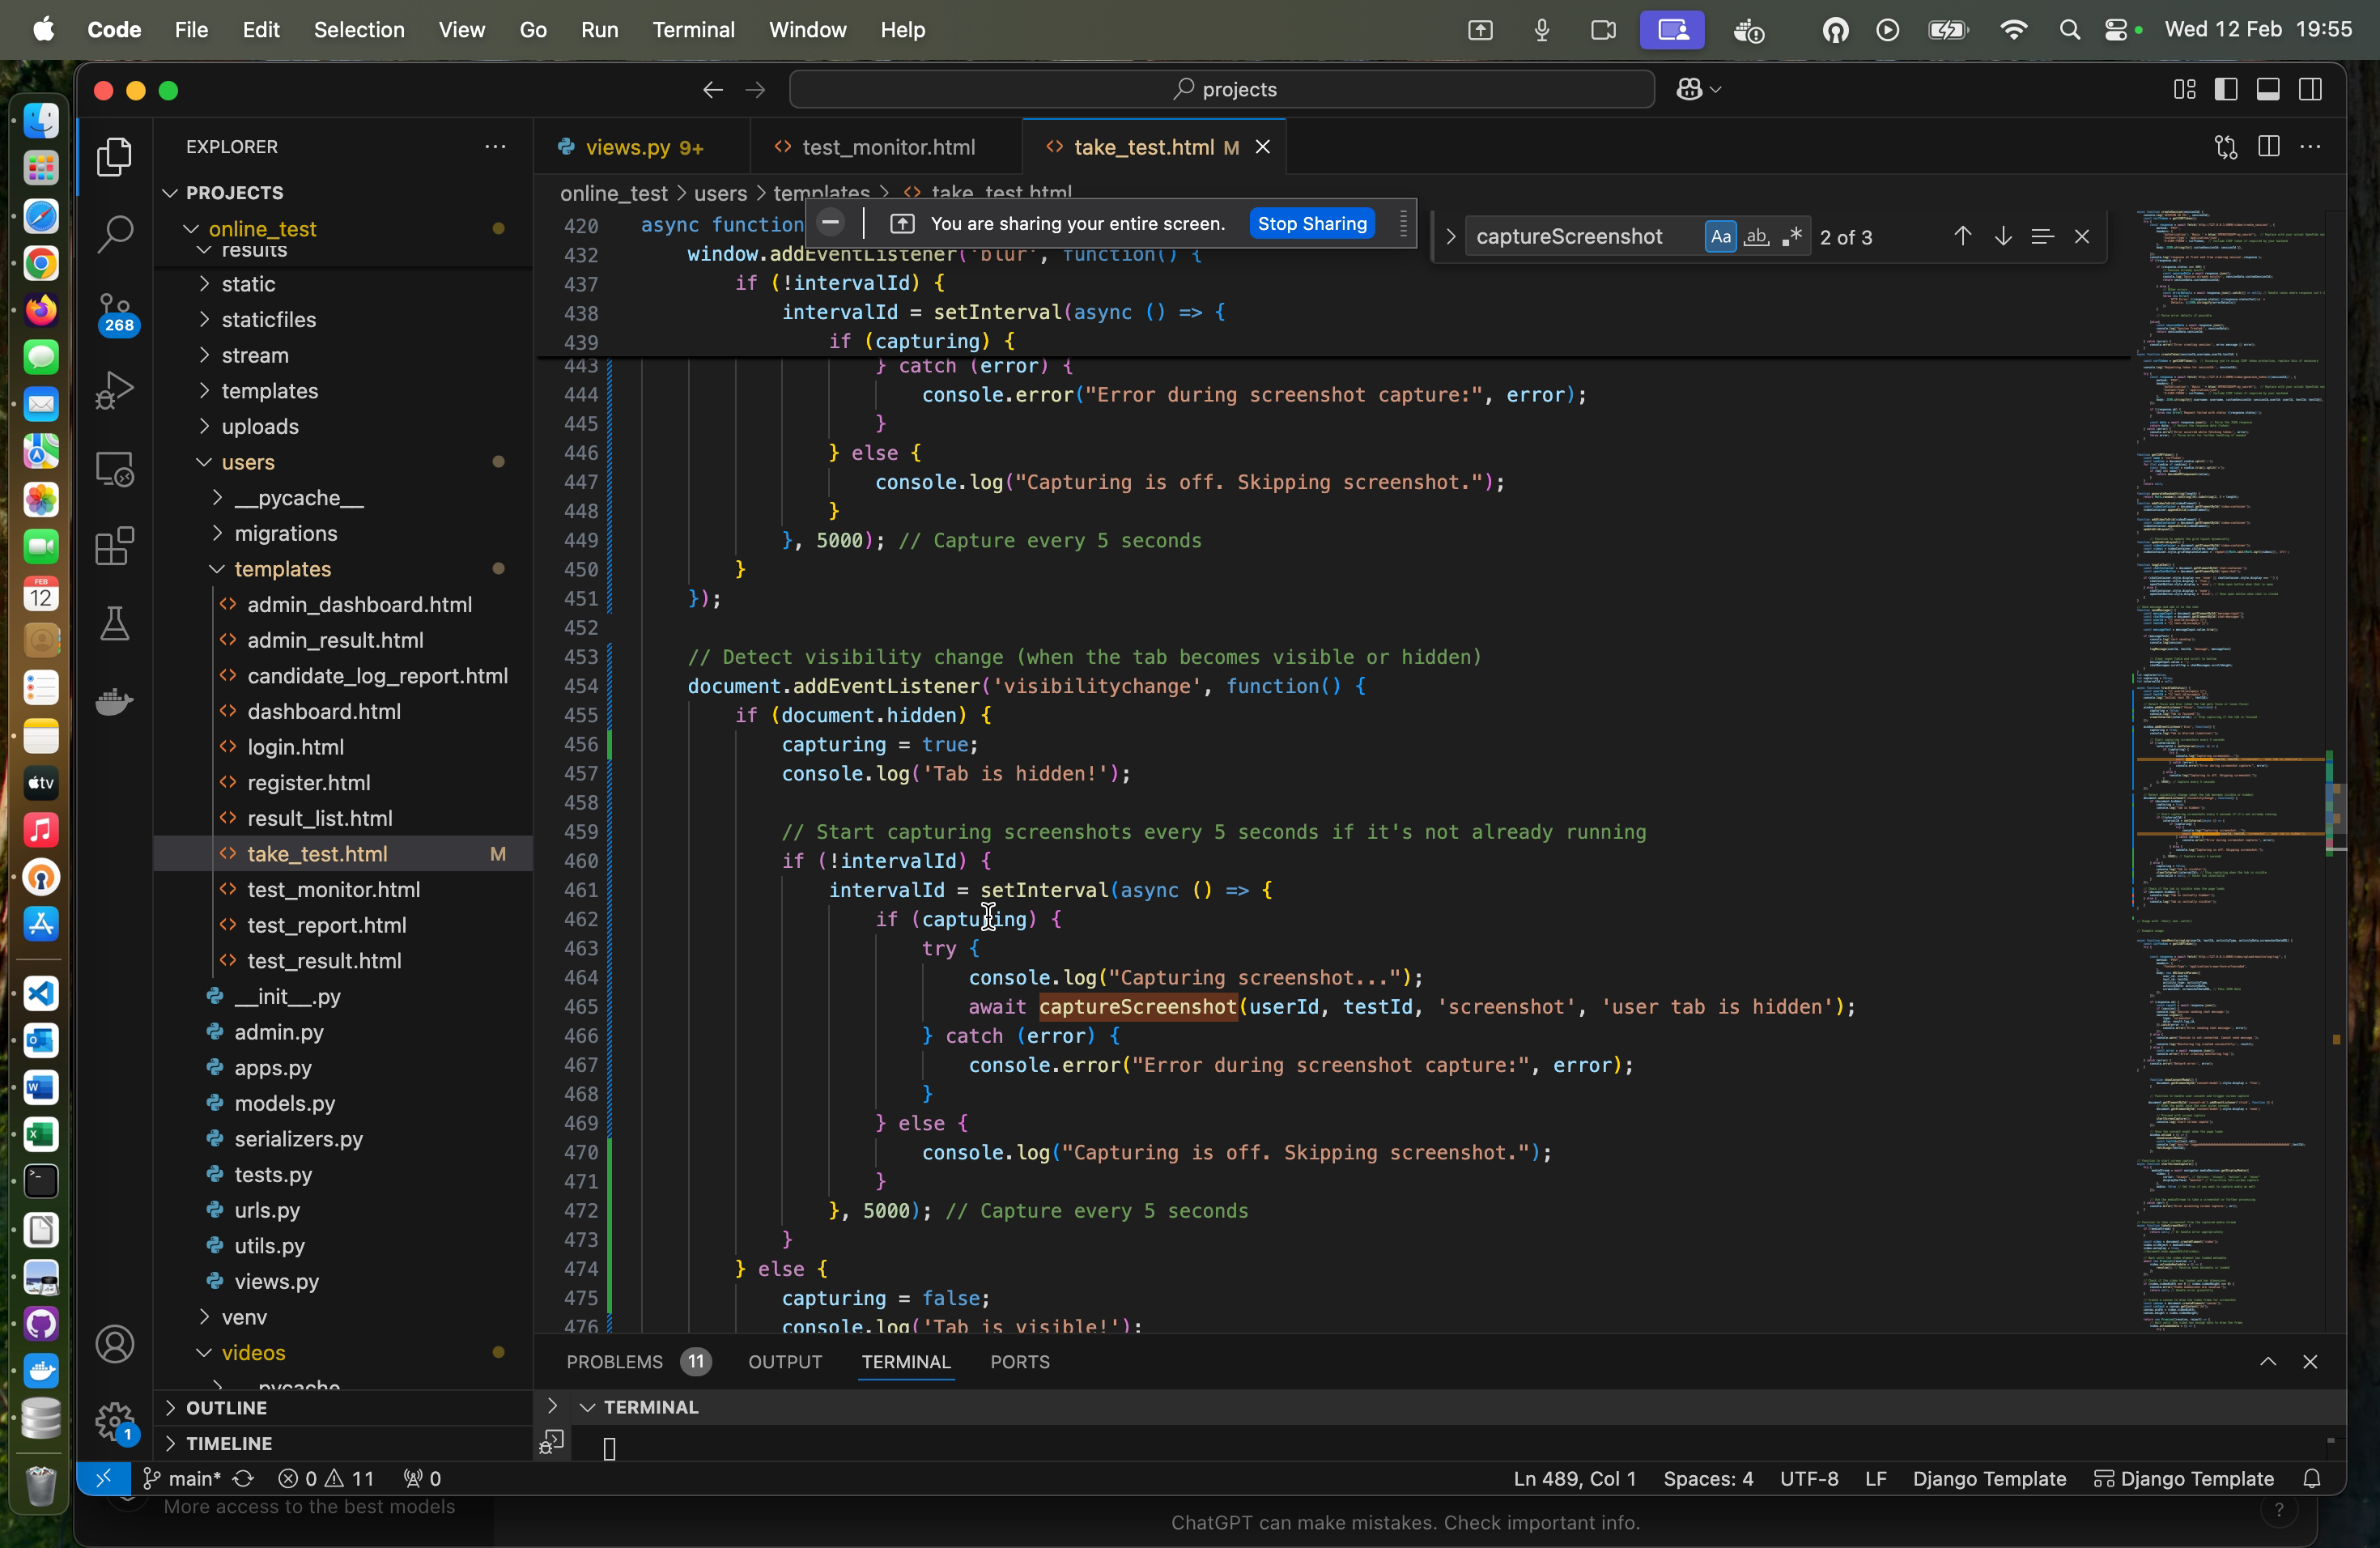 Code File Edit Selection View Go Run Terminal Window Help Wed 12 Feb 19:55
projects
EXPLORER
PROJECTS
online_test
results
static
staticfiles
stream
templates
uploads
users
__pycache__
migrations
templates
admin_dashboard.html
admin_result.html
candidate_log_report.html
dashboard.html
login.html
register.html
result_list.html
take_test.html M
test_monitor.html
test_report.html
test_result.html
__init__.py
admin.py
apps.py
models.py
serializers.py
tests.py
urls.py
utils.py
views.py
venv
videos
pycache
OUTLINE
TIMELINE
268
1
FEB
12
tv
views.py 9+ test_monitor.html take_test.html M
online_test > users > templates > take_test.html
You are sharing your entire screen. Stop Sharing
captureScreenshot Aa ab 2 of 3
420 async function
432 window.addEventListener('blur', function() {
437 if (!intervalId) {
438 intervalId = setInterval(async () => {
439 if (capturing) {
443 } catch (error) {
444 console.error("Error during screenshot capture:", error);
445 }
446 } else {
447 console.log("Capturing is off. Skipping screenshot.");
448 }
449 }, 5000); // Capture every 5 seconds
450 }
451 });
452
453 // Detect visibility change (when the tab becomes visible or hidden)
454 document.addEventListener('visibilitychange', function() {
455 if (document.hidden) {
456 capturing = true;
457 console.log('Tab is hidden!');
458
459 // Start capturing screenshots every 5 seconds if it's not already running
460 if (!intervalId) {
461 intervalId = setInterval(async () => {
462 if (capturing) {
463 try {
464 console.log("Capturing screenshot...");
465 await captureScreenshot(userId, testId, 'screenshot', 'user tab is hidden');
466 } catch (error) {
467 console.error("Error during screenshot capture:", error);
468 }
469 } else {
470 console.log("Capturing is off. Skipping screenshot.");
471 }
472 }, 5000); // Capture every 5 seconds
473 }
474 } else {
475 capturing = false;
476 console.log('Tab is visible!');
PROBLEMS 11 OUTPUT TERMINAL PORTS
TERMINAL
main* 0 11 0 Ln 489, Col 1 Spaces: 4 UTF-8 LF Django Template Django Template
More access to the best models
ChatGPT can make mistakes. Check important info.
?